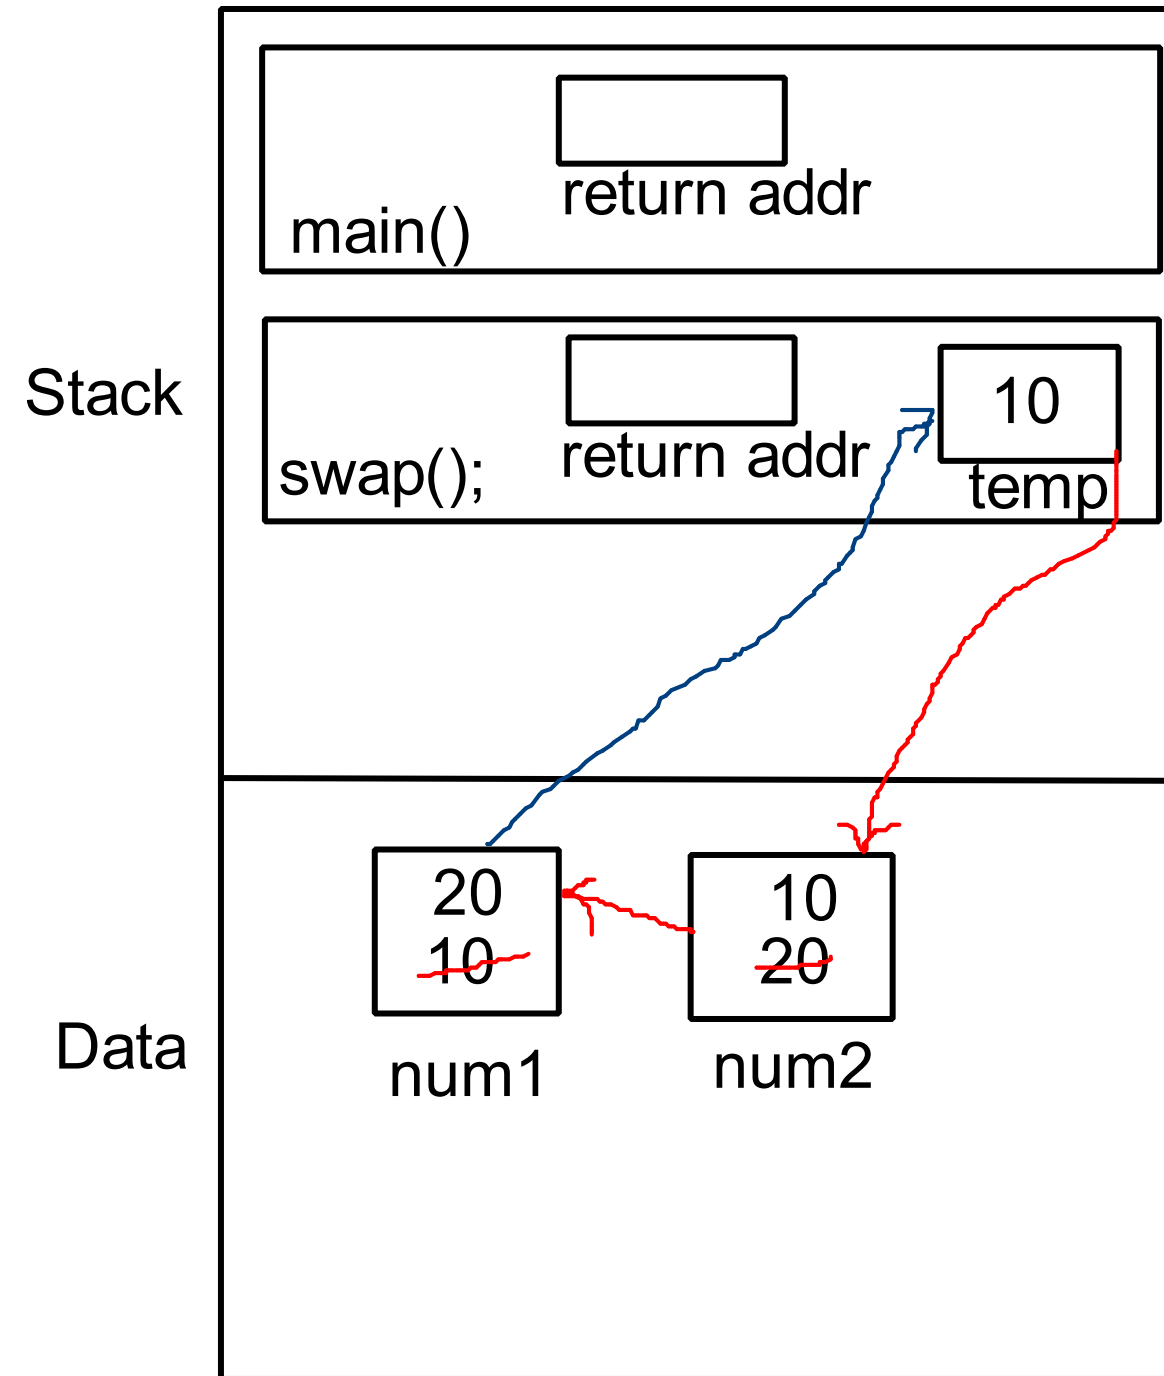 return addr
main()
Stack
10
return addr
swap();
temp
20
10
10
20
Data
num1
num2